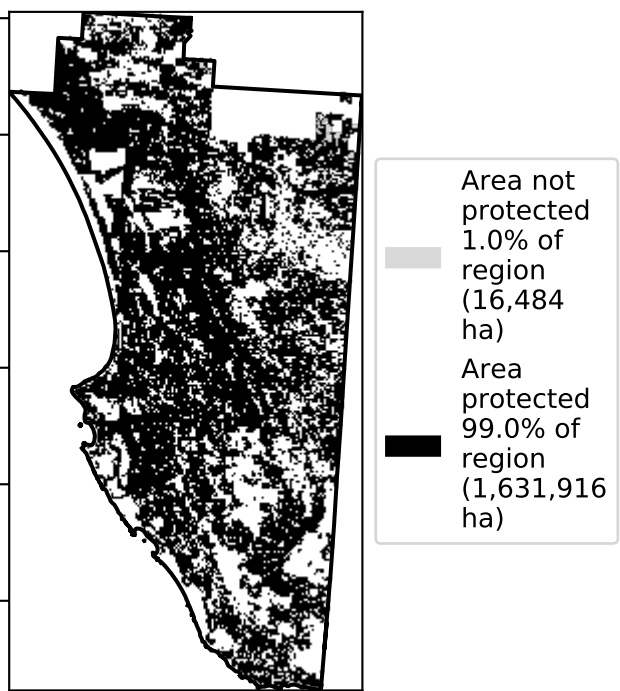 Area not
protected
1.0% of
region
(16,484
ha)
Area
protected
99.0% of
region
(1,631,916
ha)